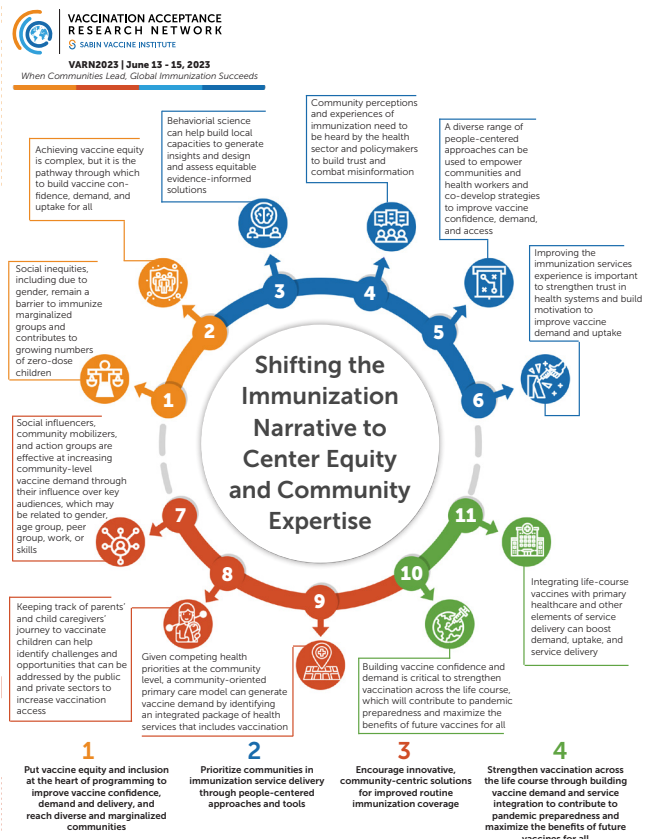 VACCINATION ACCEPTANCE
RESEARCH NETWORK
SABIN VACCINE INSTITUTE
VARN2023 | June 13 - 15, 2023
When Communities Lead, Global Immunization Succeeds
Social inequities,
including due to
gender, remain a
barrier to immunize
marginalized
groups and
contributes to
growing numbers
of zero-dose
children
Achieving vaccine equity
is complex, but it is the
pathway through which
to build vaccine con-
fidence, demand, and
uptake for all
Behaviorial science
can help build local
capacities to generate
insights and design
and assess equitable
evidence-informed
solutions
Community perceptions
and experiences of
immunization need to
be heard by the health
sector and policymakers
to build trust and
combat misinformation
A diverse range of
people-centered
approaches can be
used to empower
communities and
health workers and
co-develop strategies
to improve vaccine
confidence, demand,
and access
Improving the
immunization services
experience is important
to strengthen trust in
health systems and build
motivation to
improve vaccine
demand and uptake
1
2
3
4
5
6
Shifting the
Immunization
Narrative to
Center Equity
and Community
Expertise
7
8
9
10
11
Social influencers,
community mobilizers,
and action groups are
effective at increasing
community-level
vaccine demand through
their influence over key
audiences, which may
be related to gender,
age group, peer
group, work, or
skills
Keeping track of parents'
and child caregivers'
journey to vaccinate
children can help
identify challenges and
opportunities that can be
addressed by the public
and private sectors to
increase vaccination
access
Given competing health
priorities at the community
level, a community-oriented
primary care model can generate
vaccine demand by identifying
an integrated package of health
services that includes vaccination
Building vaccine confidence and
demand is critical to strengthen
vaccination across the life course,
which will contribute to pandemic
preparedness and maximize the
benefits of future vaccines for all
Integrating life-course
vaccines with primary
healthcare and other
elements of service
delivery can boost
demand, uptake, and
service delivery
1
Put vaccine equity and inclusion
at the heart of programming to
improve vaccine confidence,
demand and delivery, and
reach diverse and marginalized
communities
2
Prioritize communities in
immunization service delivery
through people-centered
approaches and tools
3
Encourage innovative,
community-centric solutions
for improved routine
immunization coverage
4
Strengthen vaccination across
the life course through building
vaccine demand and service
integration to contribute to
pandemic preparedness and
maximize the benefits of future
vaccines for all